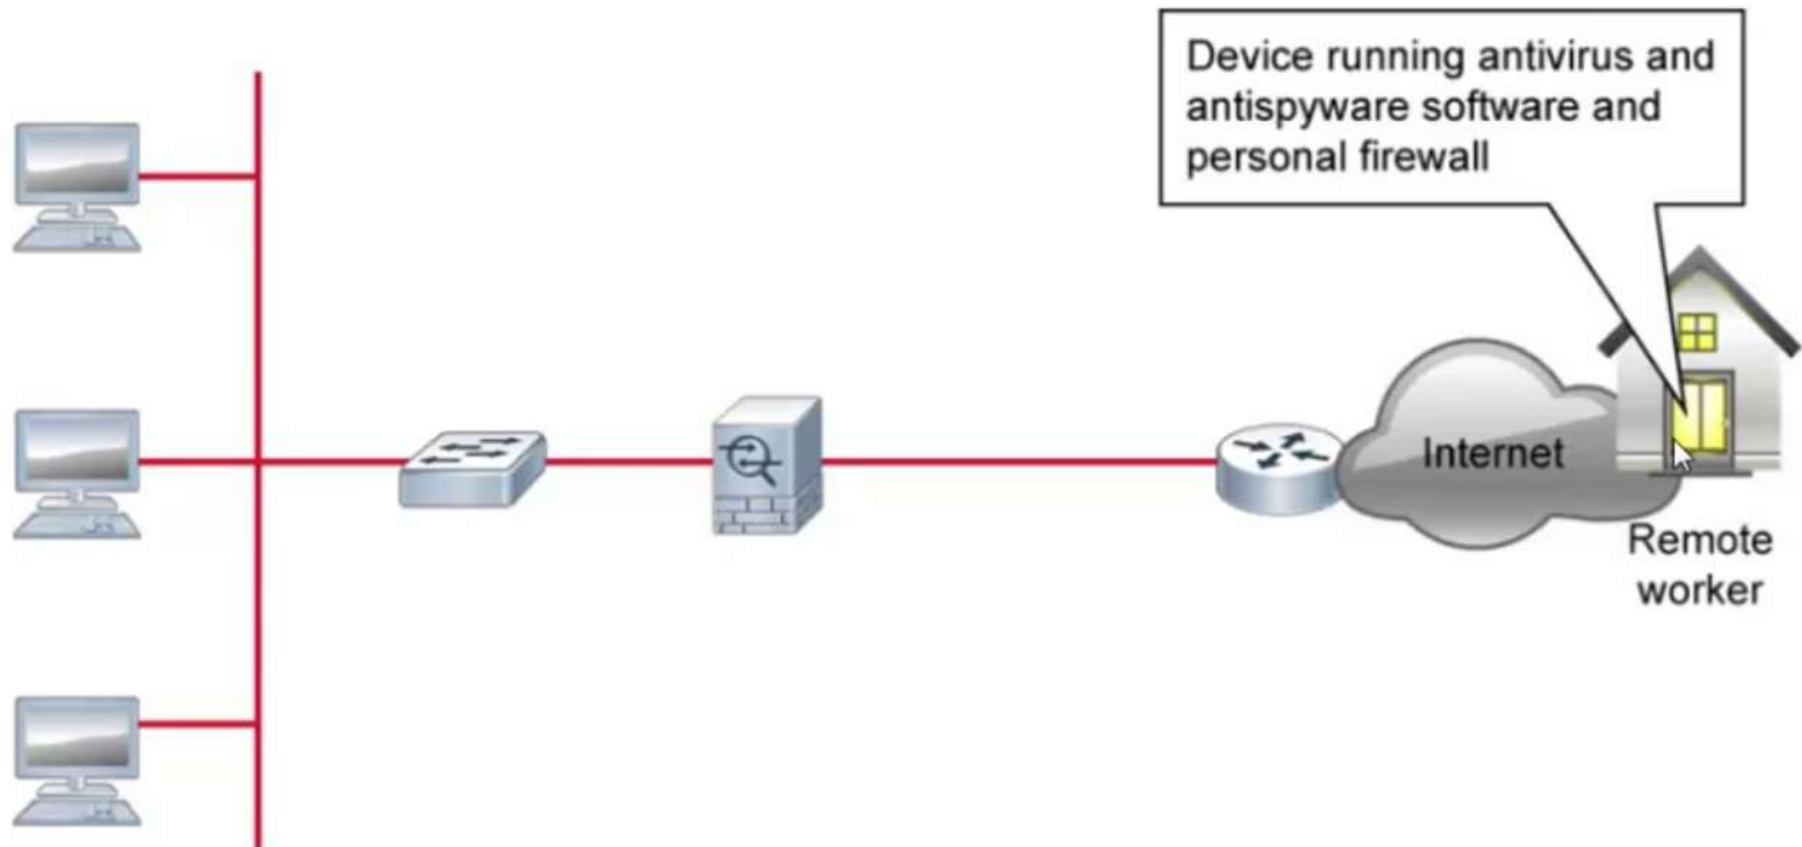 Device running antivirus and
antispyware software and
personal firewall
Internet
Remote
worker